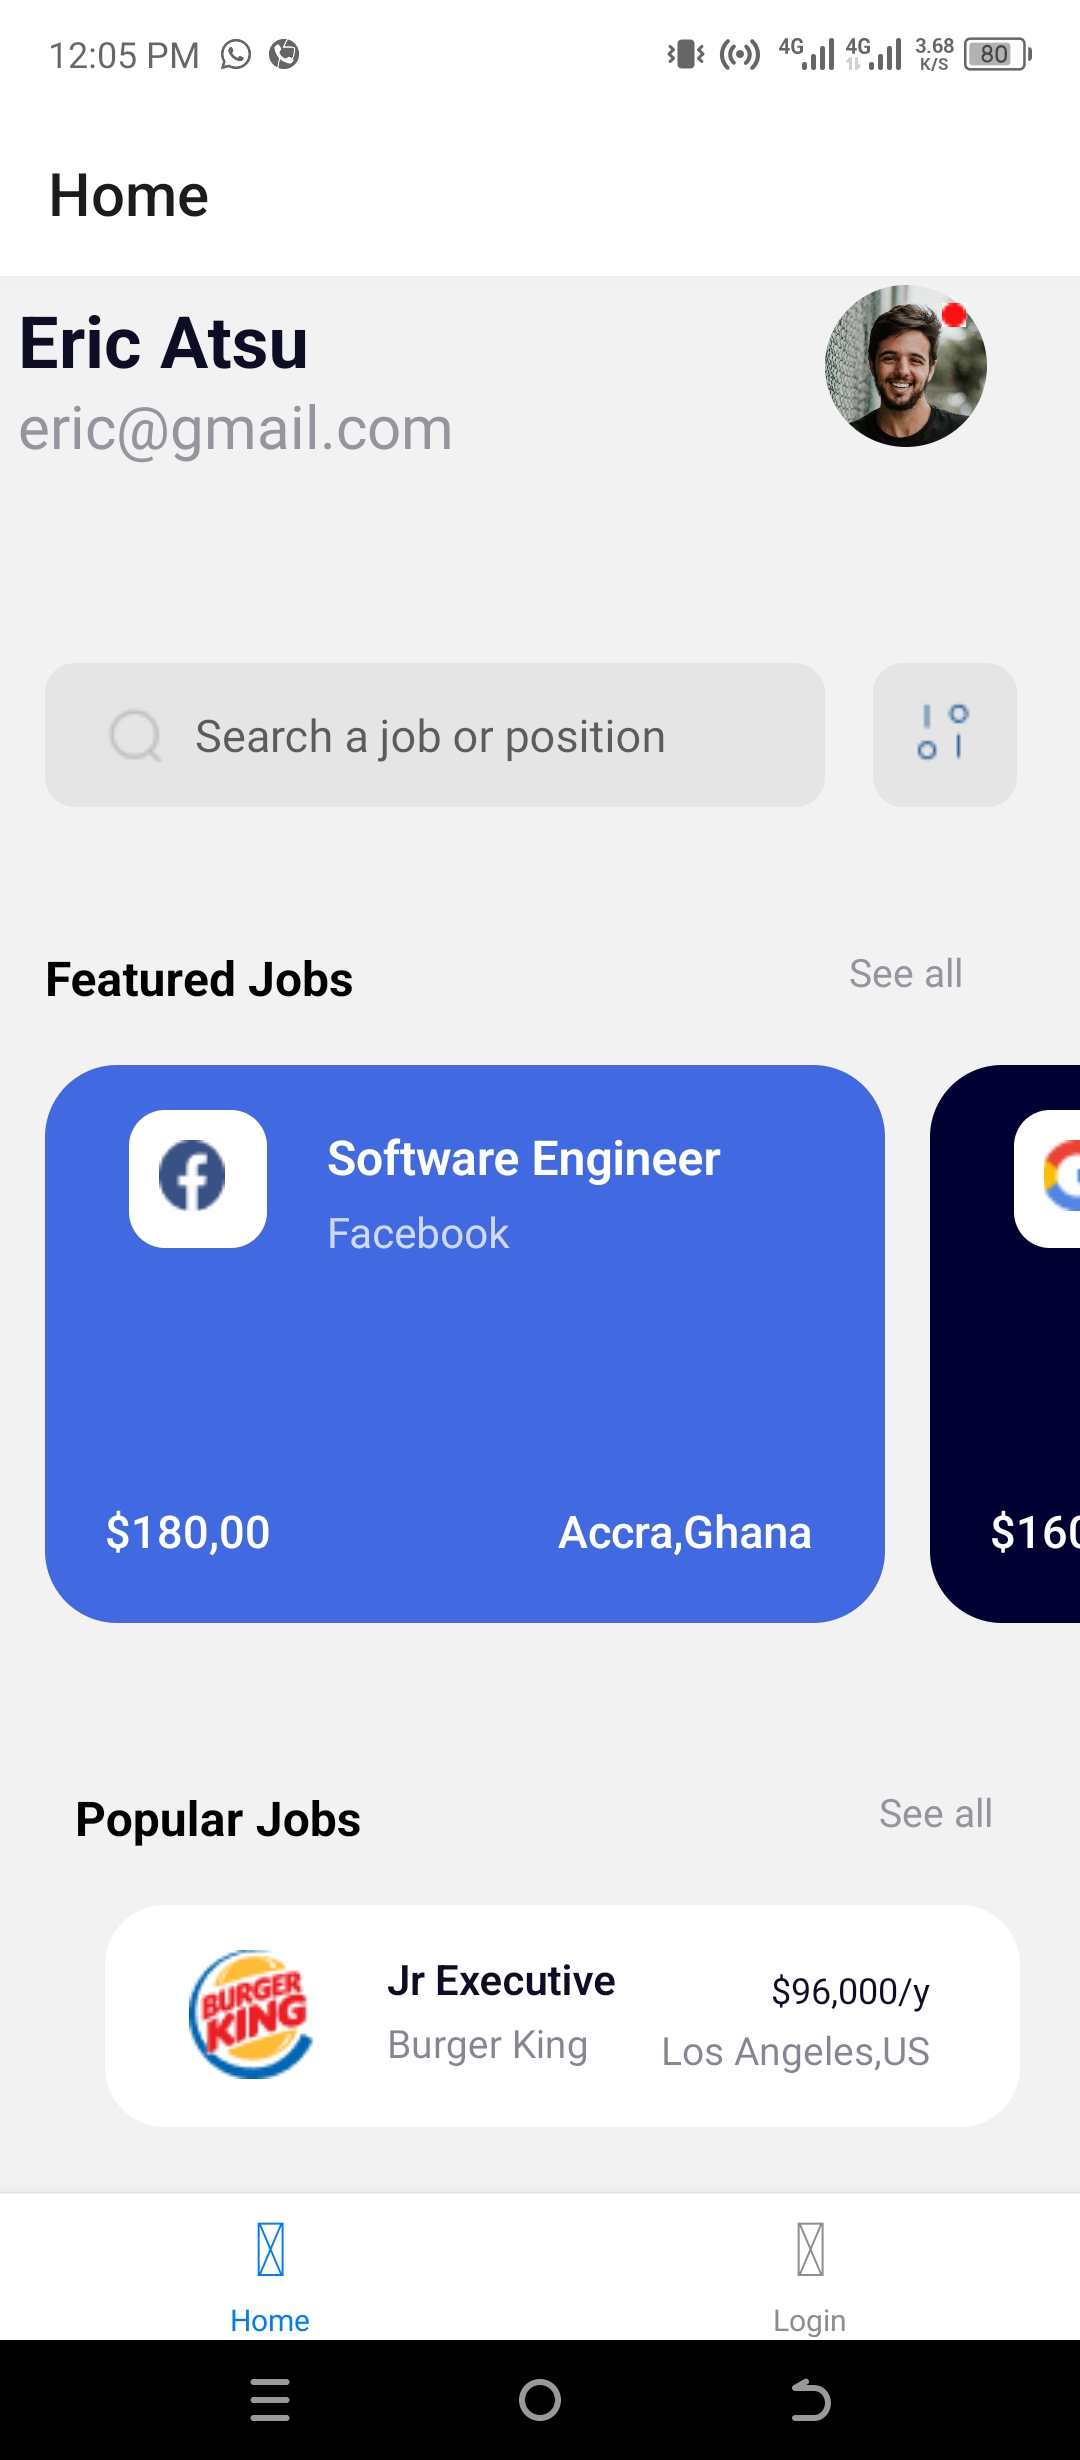 12:05 PM
4G 4G 3.68 K/S 80
Home
Eric Atsu
eric@gmail.com
Search a job or position
Featured Jobs See all
Software Engineer
Facebook
$180,00 Accra,Ghana
$160
Popular Jobs See all
BURGER KING
Jr Executive $96,000/y
Burger King Los Angeles,US
Home Login